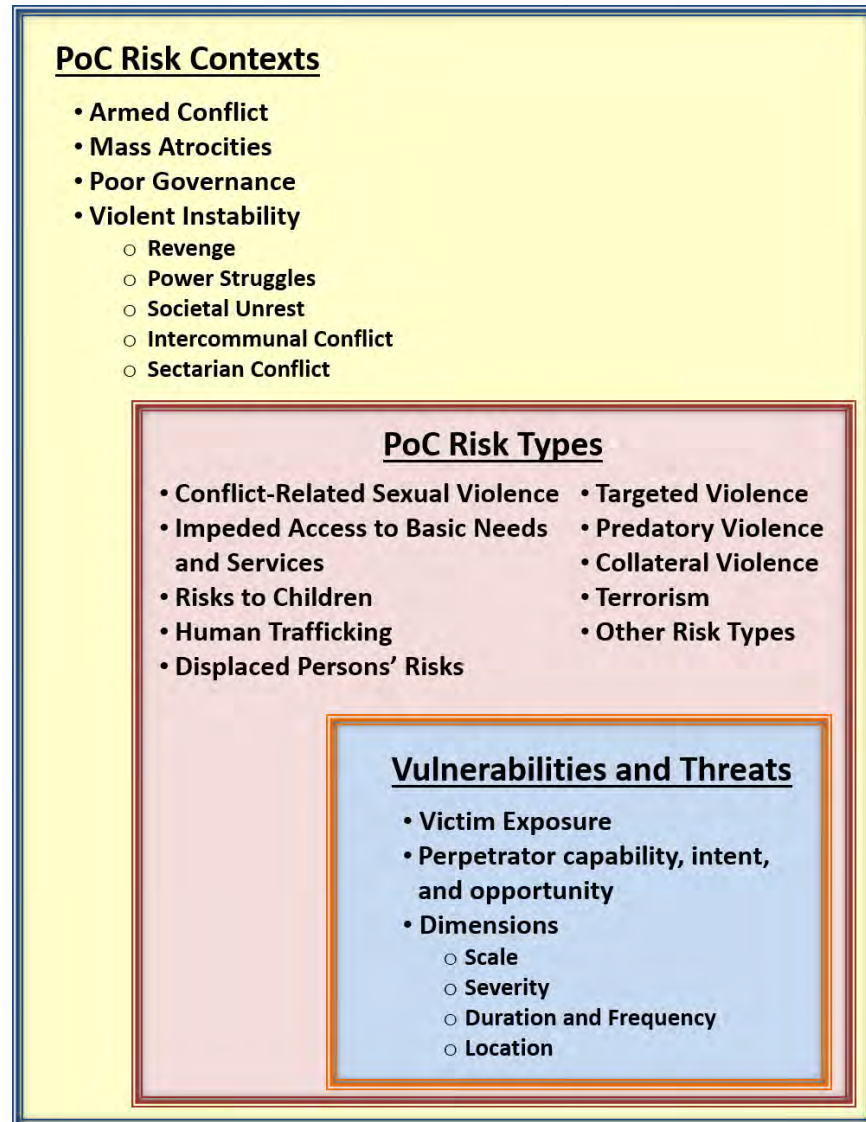 PoC Risk Contexts
• Armed Conflict
• Mass Atrocities
• Poor Governance
• Violent Instability
○ Revenge
○ Power Struggles
○ Societal Unrest
○ Intercommunal Conflict
○ Sectarian Conflict
PoC Risk Types
• Conflict-Related Sexual Violence
• Impeded Access to Basic Needs
and Services
• Risks to Children
• Human Trafficking
• Displaced Persons’ Risks
• Targeted Violence
• Predatory Violence
• Collateral Violence
• Terrorism
• Other Risk Types
Vulnerabilities and Threats
• Victim Exposure
• Perpetrator capability, intent,
and opportunity
• Dimensions
○ Scale
○ Severity
○ Duration and Frequency
○ Location